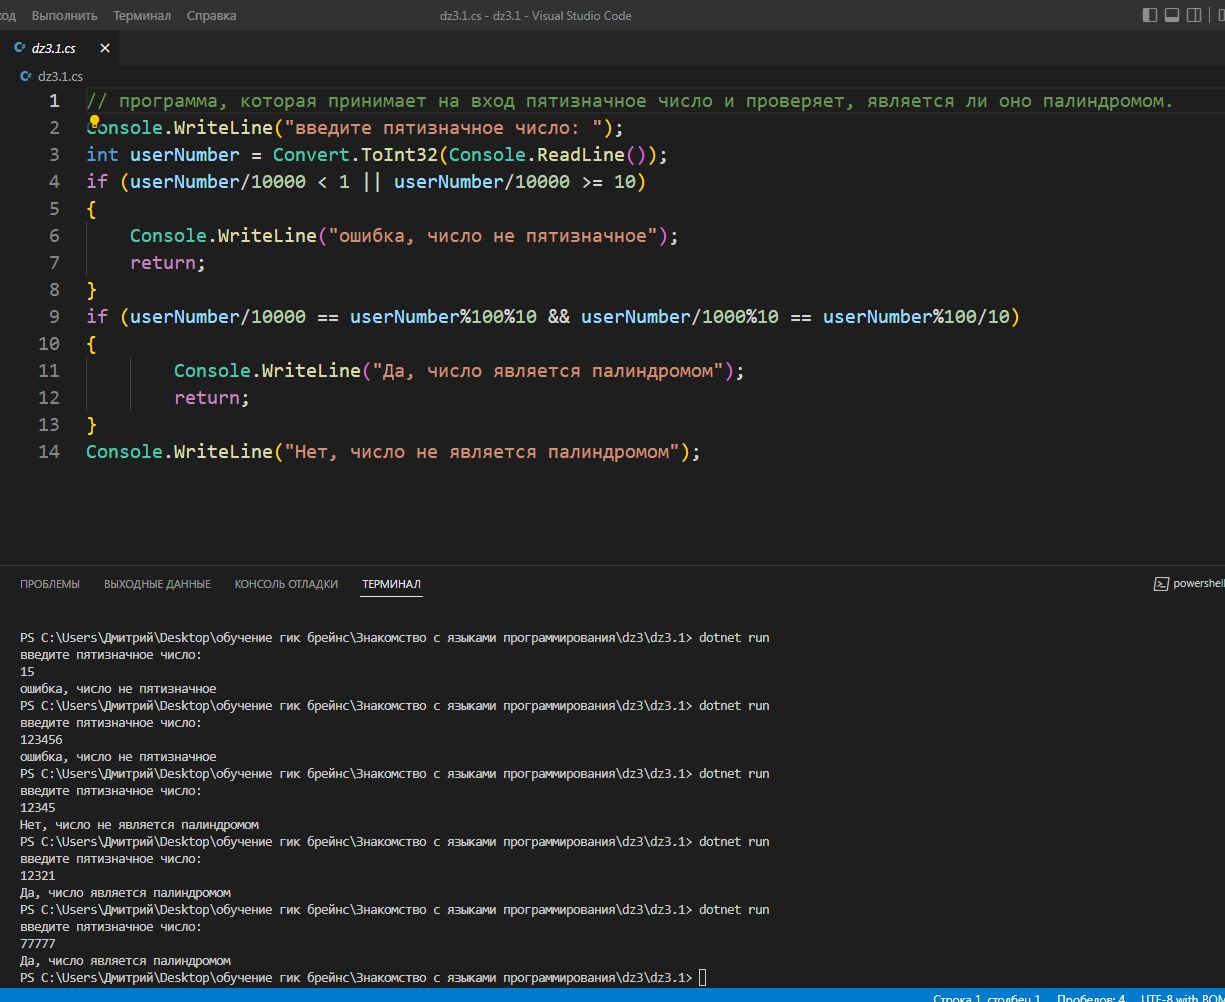 ход Выполнить Терминал Справка dz3.1.cs - dz3.1 - Visual Studio Code
C# dz3.1.cs ×
C# dz3.1.cs
1 // программа, которая принимает на вход пятизначное число и проверяет, является ли оно палиндромом.
2 Console.WriteLine("введите пятизначное число: ");
3 int userNumber = Convert.ToInt32(Console.ReadLine());
4 if (userNumber/10000 < 1 || userNumber/10000 >= 10)
5 {
6 Console.WriteLine("ошибка, число не пятизначное");
7 return;
8 }
9 if (userNumber/10000 == userNumber%100%10 && userNumber/1000%10 == userNumber%100/10)
10 {
11 Console.WriteLine("Да, число является палиндромом");
12 return;
13 }
14 Console.WriteLine("Нет, число не является палиндромом");
ПРОБЛЕМЫ ВЫХОДНЫЕ ДАННЫЕ КОНСОЛЬ ОТЛАДКИ ТЕРМИНАЛ powershell
PS C:\Users\Дмитрий\Desktop\обучение гик брейнс\Знакомство с языками программирования\dz3\dz3.1> dotnet run
введите пятизначное число:
15
ошибка, число не пятизначное
PS C:\Users\Дмитрий\Desktop\обучение гик брейнс\Знакомство с языками программирования\dz3\dz3.1> dotnet run
введите пятизначное число:
123456
ошибка, число не пятизначное
PS C:\Users\Дмитрий\Desktop\обучение гик брейнс\Знакомство с языками программирования\dz3\dz3.1> dotnet run
введите пятизначное число:
12345
Нет, число не является палиндромом
PS C:\Users\Дмитрий\Desktop\обучение гик брейнс\Знакомство с языками программирования\dz3\dz3.1> dotnet run
введите пятизначное число:
12321
Да, число является палиндромом
PS C:\Users\Дмитрий\Desktop\обучение гик брейнс\Знакомство с языками программирования\dz3\dz3.1> dotnet run
введите пятизначное число:
77777
Да, число является палиндромом
PS C:\Users\Дмитрий\Desktop\обучение гик брейнс\Знакомство с языками программирования\dz3\dz3.1>
Строка 1, столбец 1 Пробелов: 4 UTF-8 with BOM